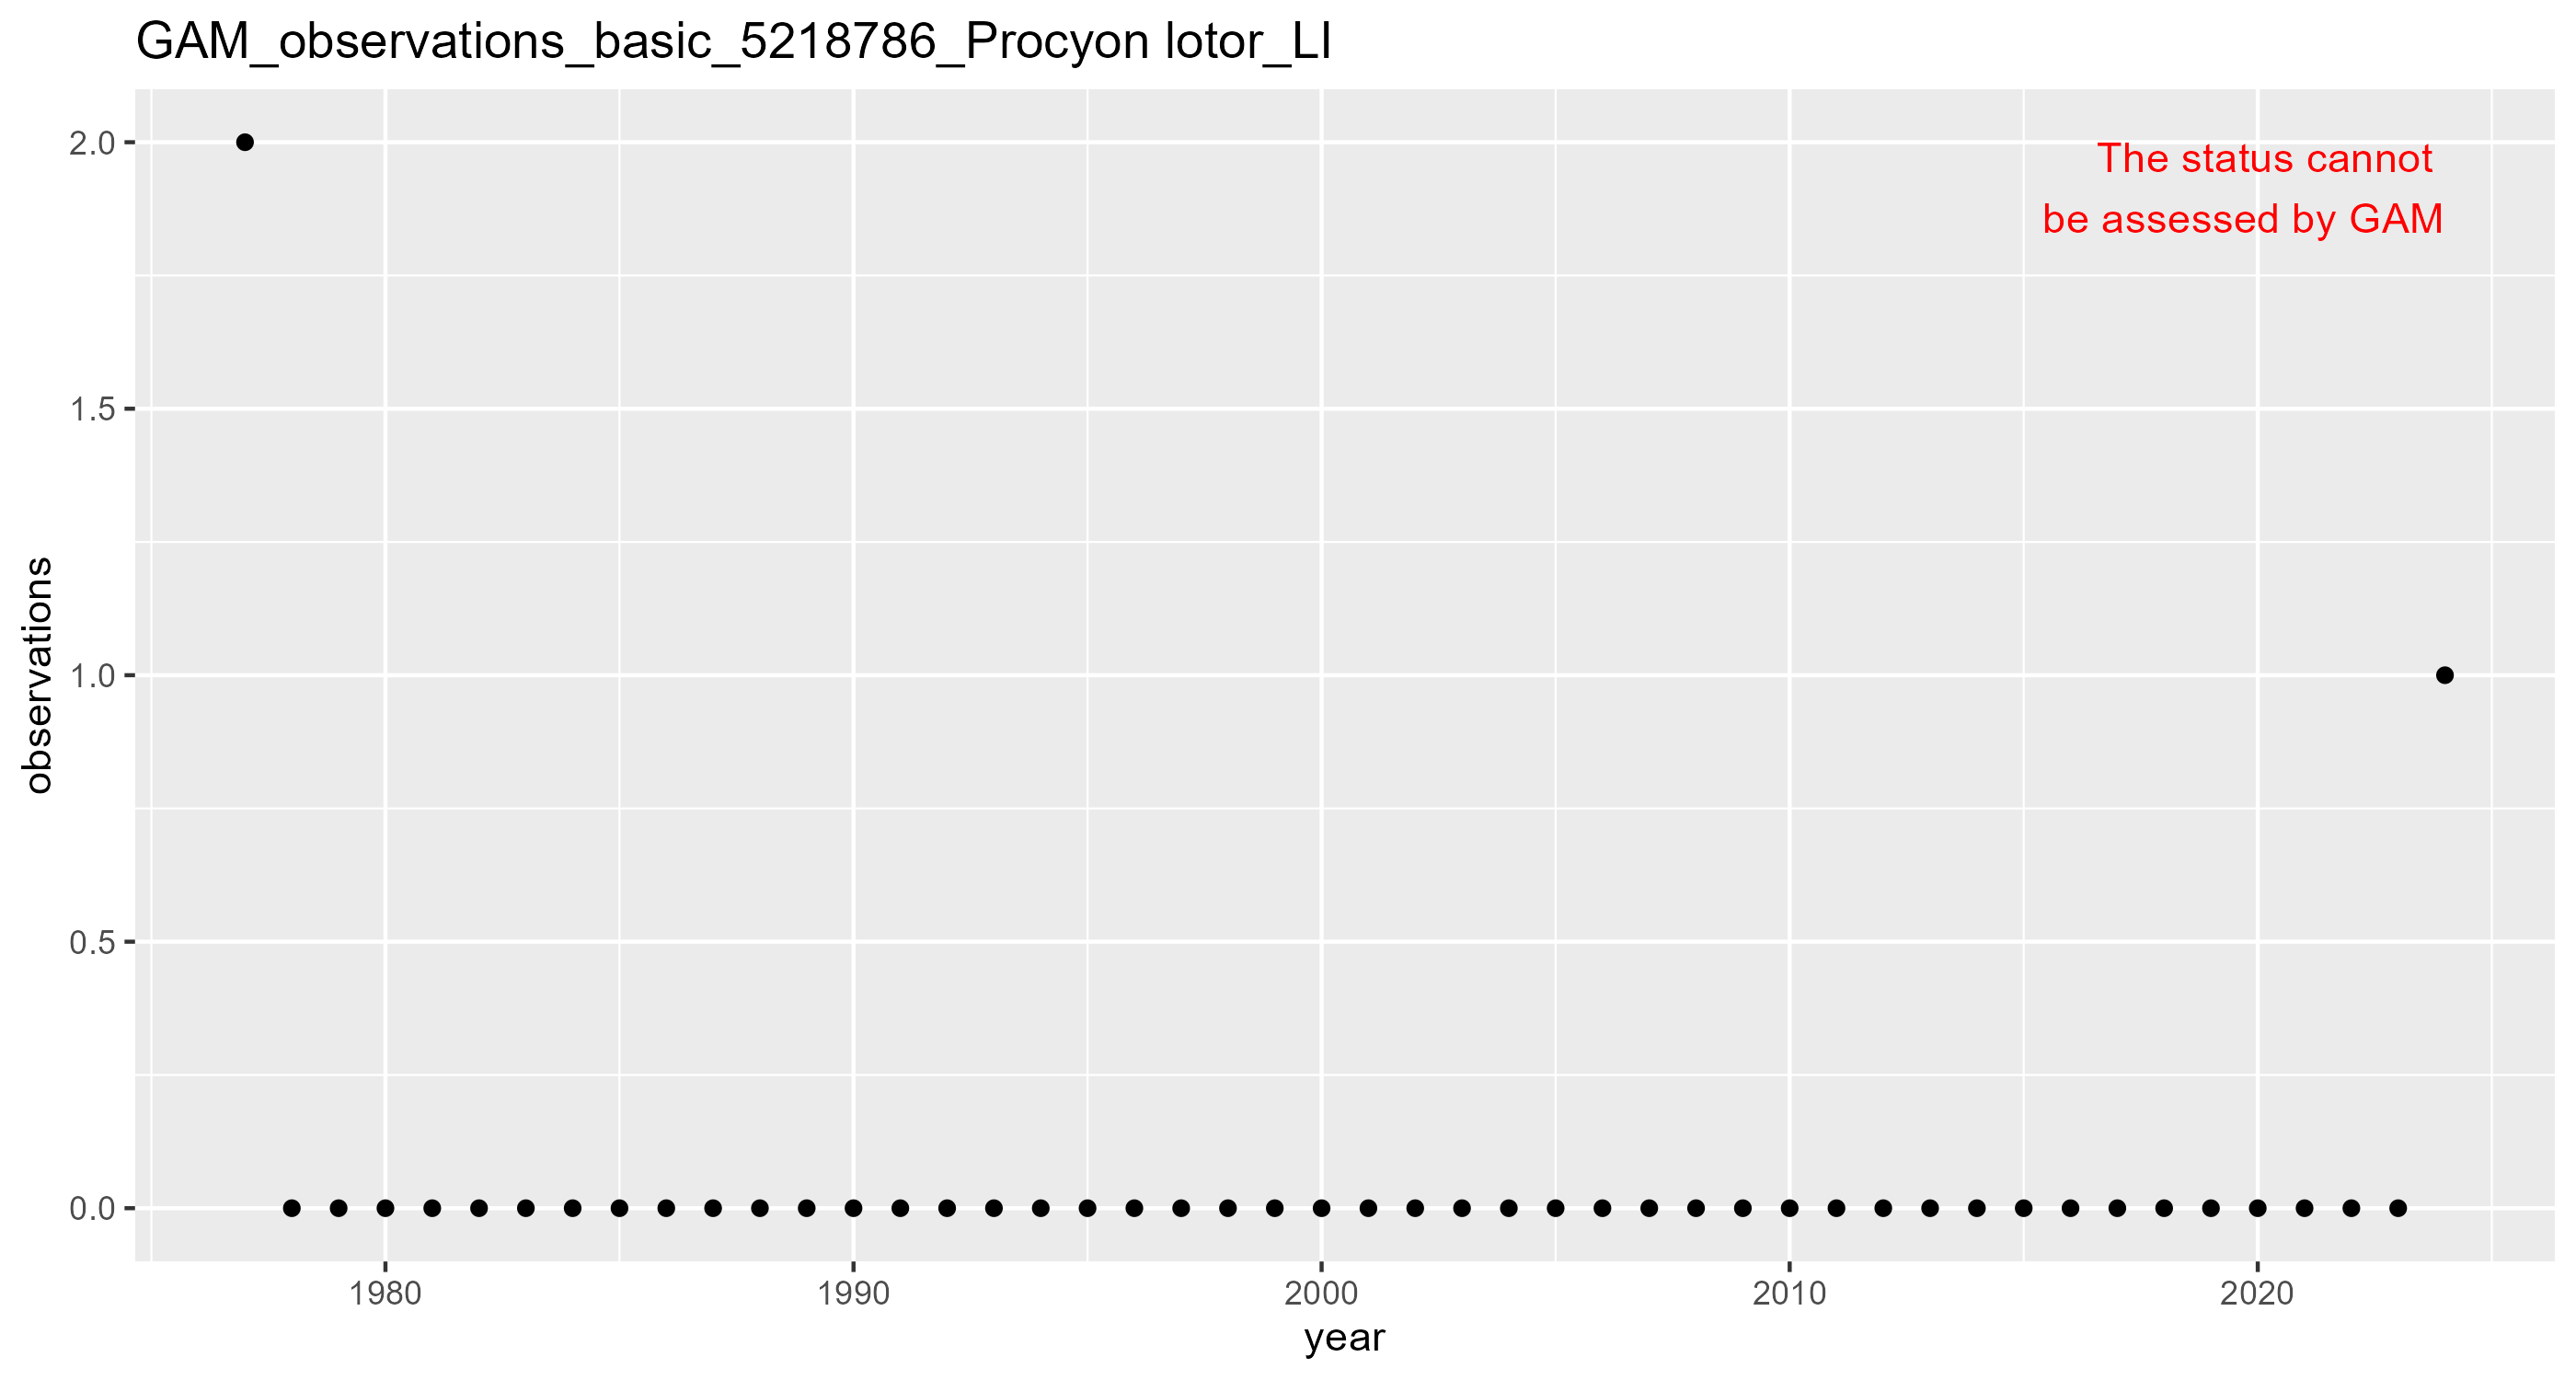 GAM_observations_basic_5218786_Procyon lotor_LI
The status cannot
be assessed by GAM
2.0
1.5
1.0
0.5
0.0
observations
1980 1990 2000 2010 2020
year